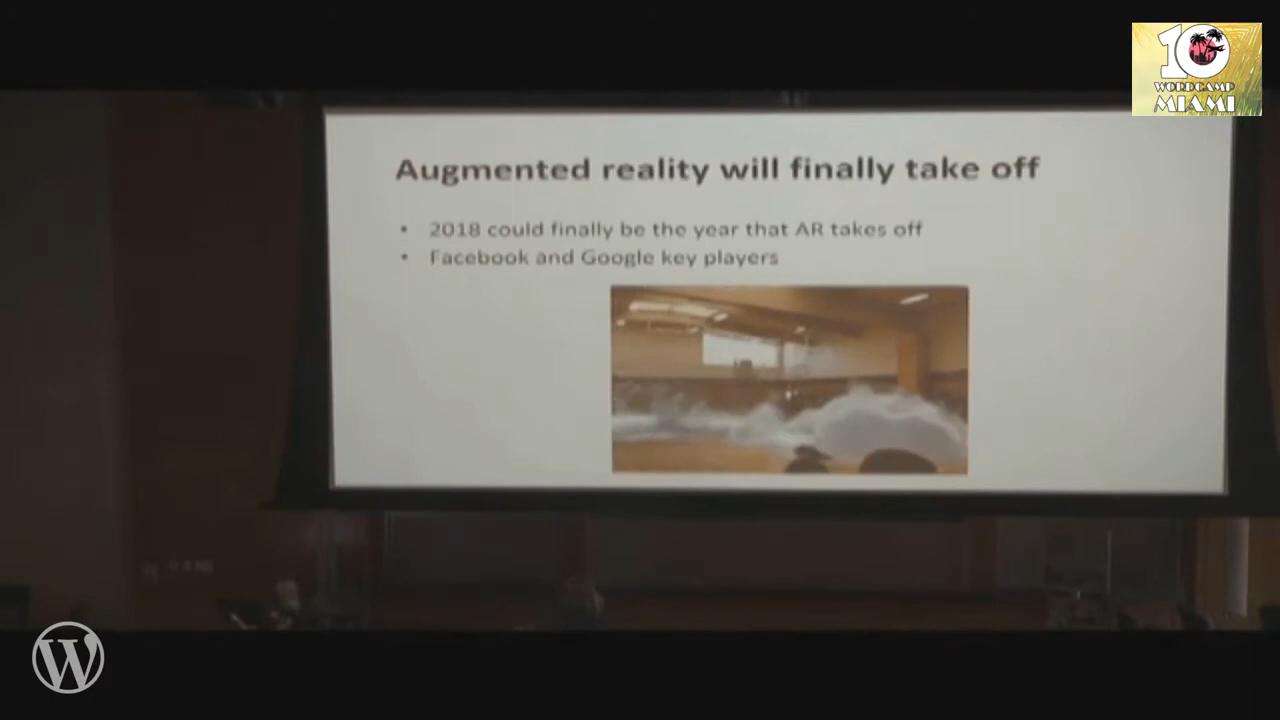 10
WORDCAMP
MIAMI
Augmented reality will finally take off
• 2018 could finally be the year that AR takes off
• Facebook and Google key players
W